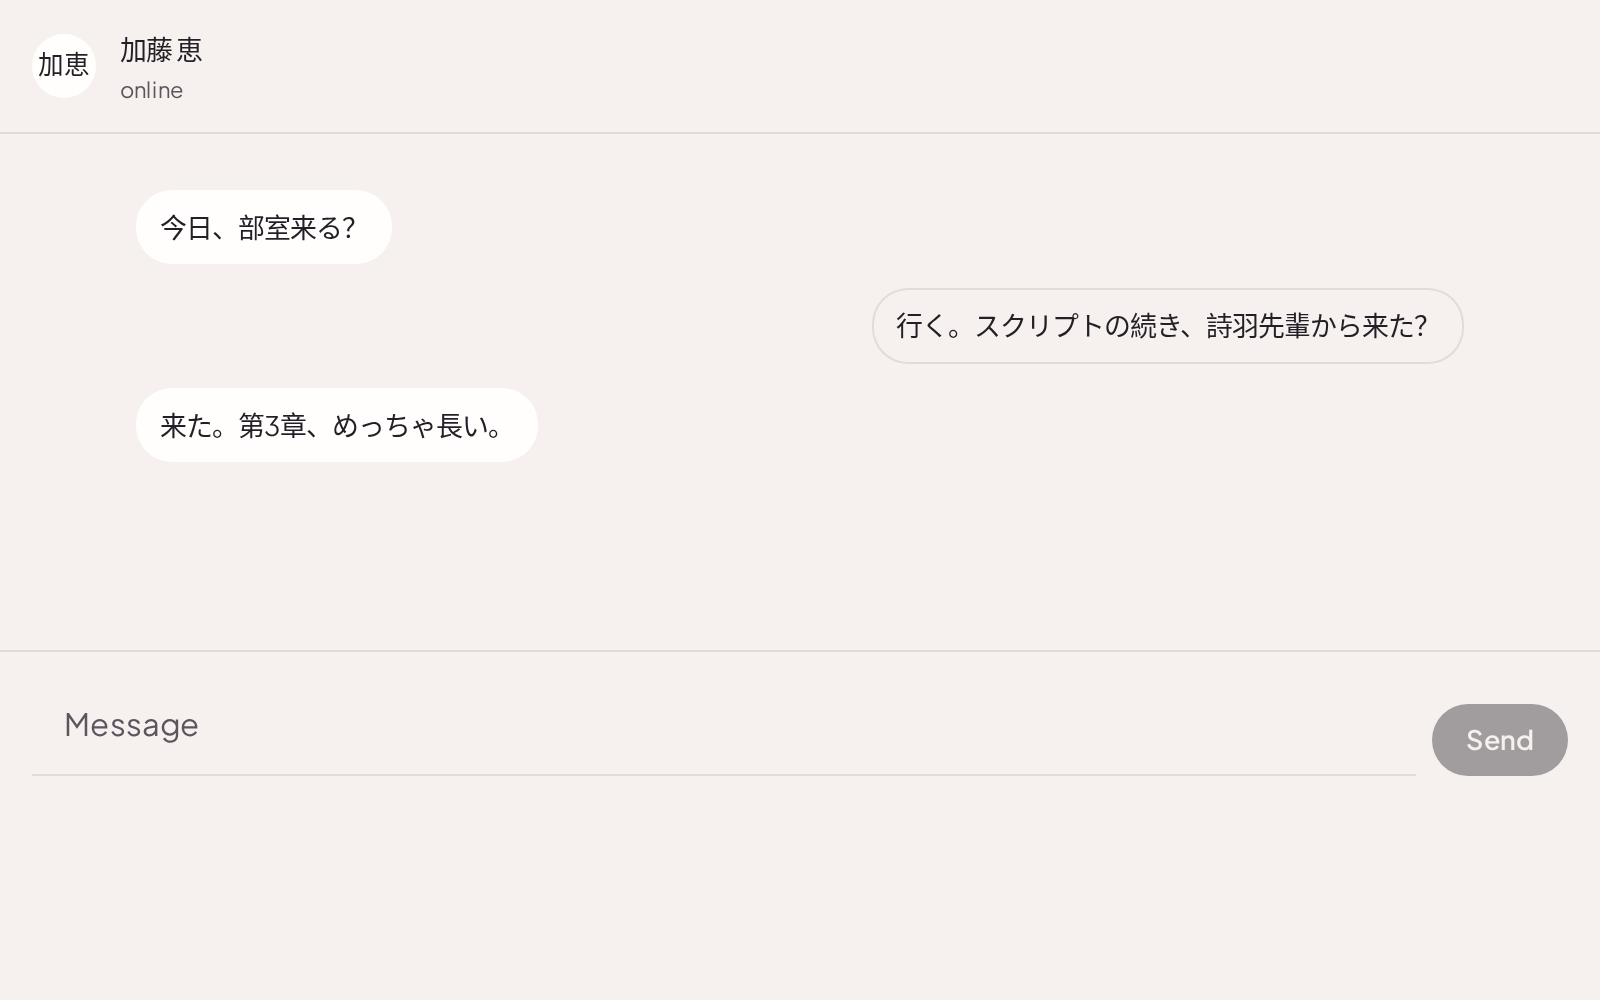 加恵
加藤 恵
online
今日、部室来る?
行く。スクリプトの続き、詩羽先輩から来た?
来た。第3章、めっちゃ長い。
Message
Send